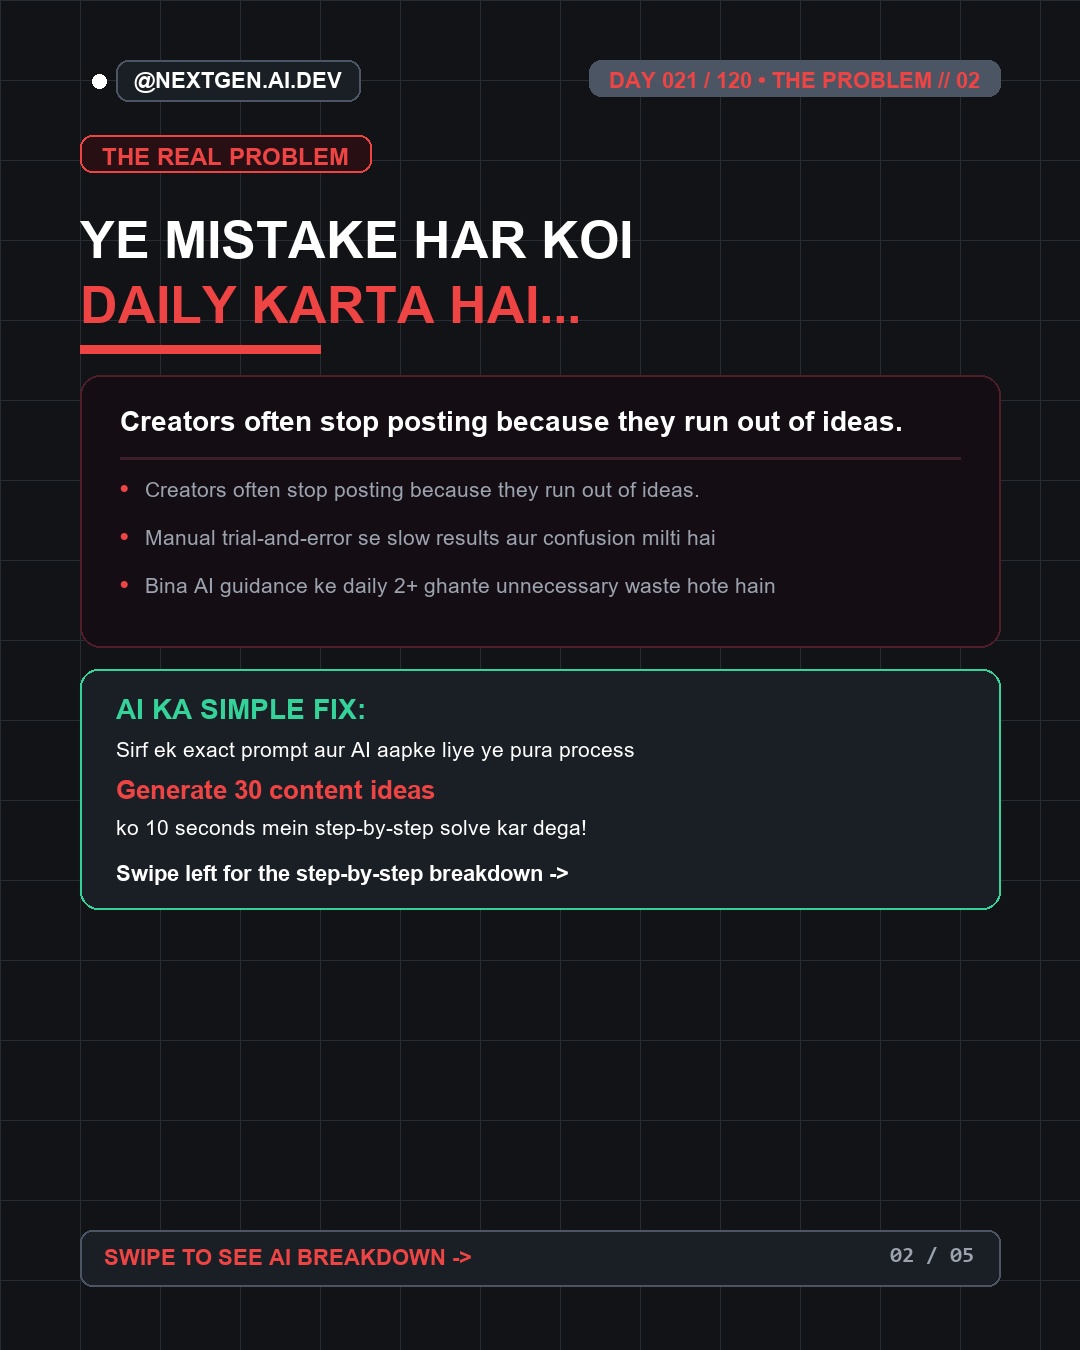 @NEXTGEN.AI.DEV
DAY 021 / 120 • THE PROBLEM // 02
THE REAL PROBLEM
YE MISTAKE HAR KOI
DAILY KARTA HAI...
Creators often stop posting because they run out of ideas.
• Creators often stop posting because they run out of ideas.
• Manual trial-and-error se slow results aur confusion milti hai
• Bina AI guidance ke daily 2+ ghante unnecessary waste hote hain
AI KA SIMPLE FIX:
Sirf ek exact prompt aur AI aapke liye ye pura process
Generate 30 content ideas
ko 10 seconds mein step-by-step solve kar dega!
Swipe left for the step-by-step breakdown ->
SWIPE TO SEE AI BREAKDOWN ->
02 / 05